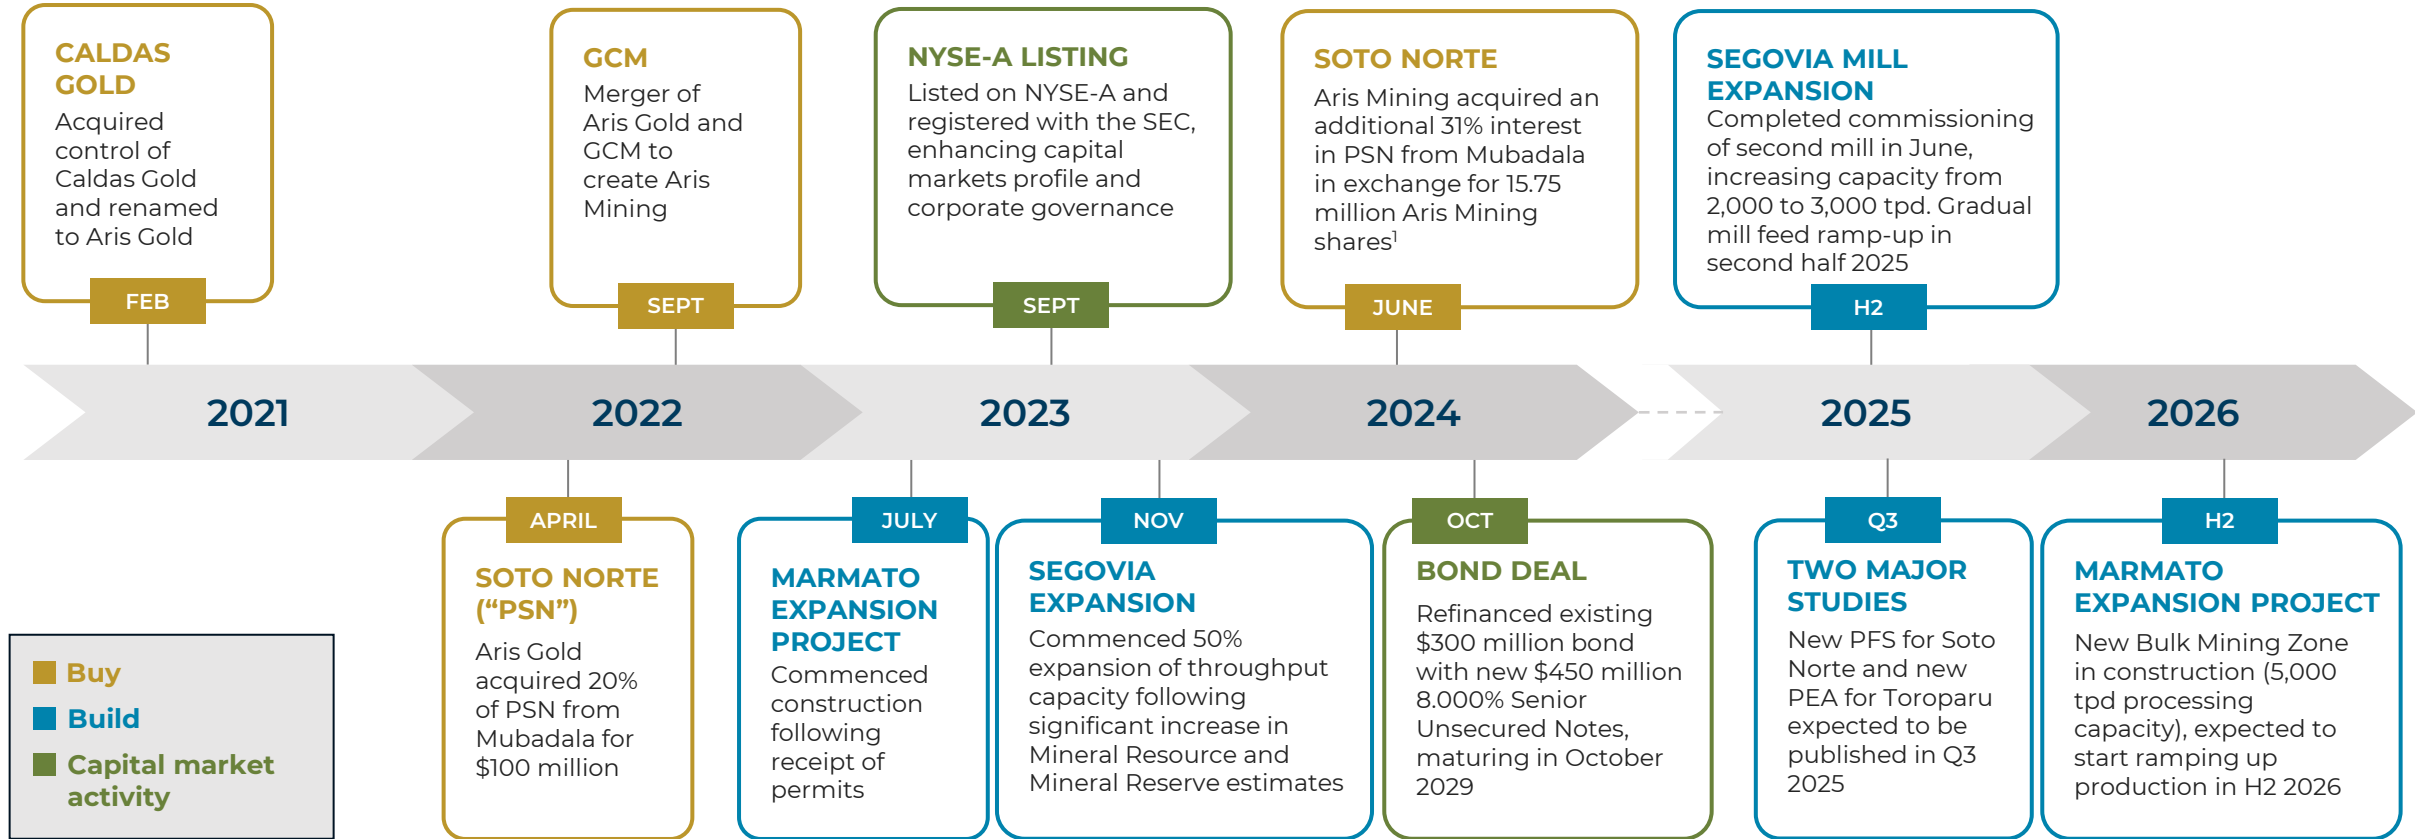 CALDAS
GOLD
Acquired
control of
Caldas Gold
and renamed
to Aris Gold
FEB
GCM
Merger of
Aris Gold and
GCM to
create Aris
Mining
SEPT
NYSE-A LISTING
Listed on NYSE-A and
registered with the SEC,
enhancing capital
markets profile and
corporate governance
SEPT
SOTO NORTE
Aris Mining acquired an
additional 31% interest
in PSN from Mubadala
in exchange for 15.75
million Aris Mining
shares¹
JUNE
SEGOVIA MILL
EXPANSION
Completed commissioning
of second mill in June,
increasing capacity from
2,000 to 3,000 tpd. Gradual
mill feed ramp-up in
second half 2025
H2
2021
2022
2023
2024
2025
2026
APRIL
SOTO NORTE
(“PSN”)
Aris Gold
acquired 20%
of PSN from
Mubadala for
$100 million
JULY
MARMATO
EXPANSION
PROJECT
Commenced
construction
following
receipt of
permits
NOV
SEGOVIA
EXPANSION
Commenced 50%
expansion of throughput
capacity following
significant increase in
Mineral Resource and
Mineral Reserve estimates
OCT
BOND DEAL
Refinanced existing
$300 million bond
with new $450 million
8.000% Senior
Unsecured Notes,
maturing in October
2029
Q3
TWO MAJOR
STUDIES
New PFS for Soto
Norte and new
PEA for Toroparu
expected to be
published in Q3
2025
H2
MARMATO
EXPANSION PROJECT
New Bulk Mining Zone
in construction (5,000
tpd processing
capacity), expected to
start ramping up
production in H2 2026
Buy
Build
Capital market
activity